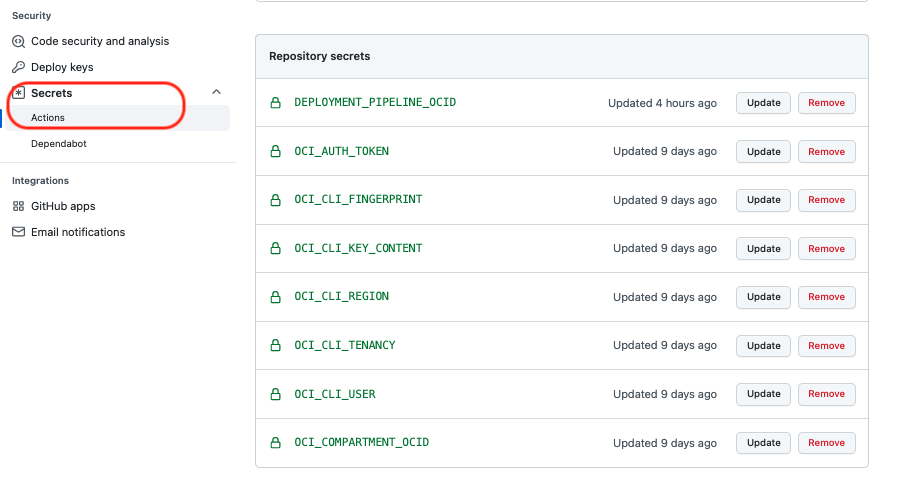 Security
Code security and analysis
Deploy keys
Secrets
Actions
Dependabot
Integrations
GitHub apps
Email notifications
Repository secrets
DEPLOYMENT_PIPELINE_OCID Updated 4 hours ago Update Remove
OCI_AUTH_TOKEN Updated 9 days ago Update Remove
OCI_CLI_FINGERPRINT Updated 9 days ago Update Remove
OCI_CLI_KEY_CONTENT Updated 9 days ago Update Remove
OCI_CLI_REGION Updated 9 days ago Update Remove
OCI_CLI_TENANCY Updated 9 days ago Update Remove
OCI_CLI_USER Updated 9 days ago Update Remove
OCI_COMPARTMENT_OCID Updated 9 days ago Update Remove